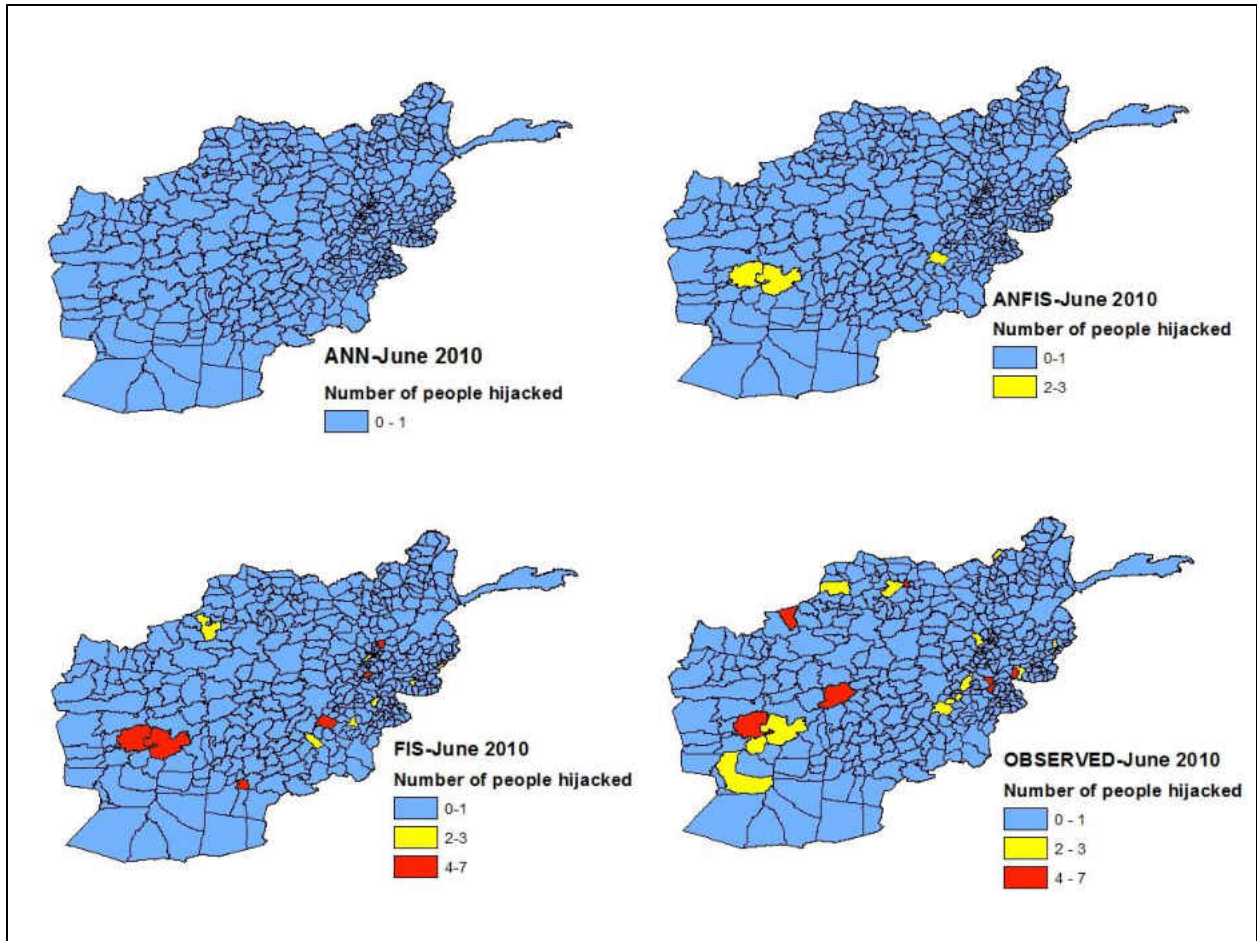 ANN-June 2010
Number of people hijacked
0 - 1
ANFIS-June 2010
Number of people hijacked
0-1
2-3
FIS-June 2010
Number of people hijacked
0-1
2-3
4-7
OBSERVED-June 2010
Number of people hijacked
0 - 1
2 - 3
4 - 7